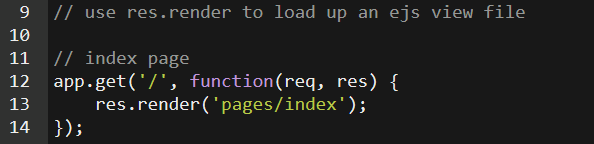 9 // use res.render to load up an ejs view file
10
11 // index page
12 app.get('/', function(req, res) {
13     res.render('pages/index');
14 });